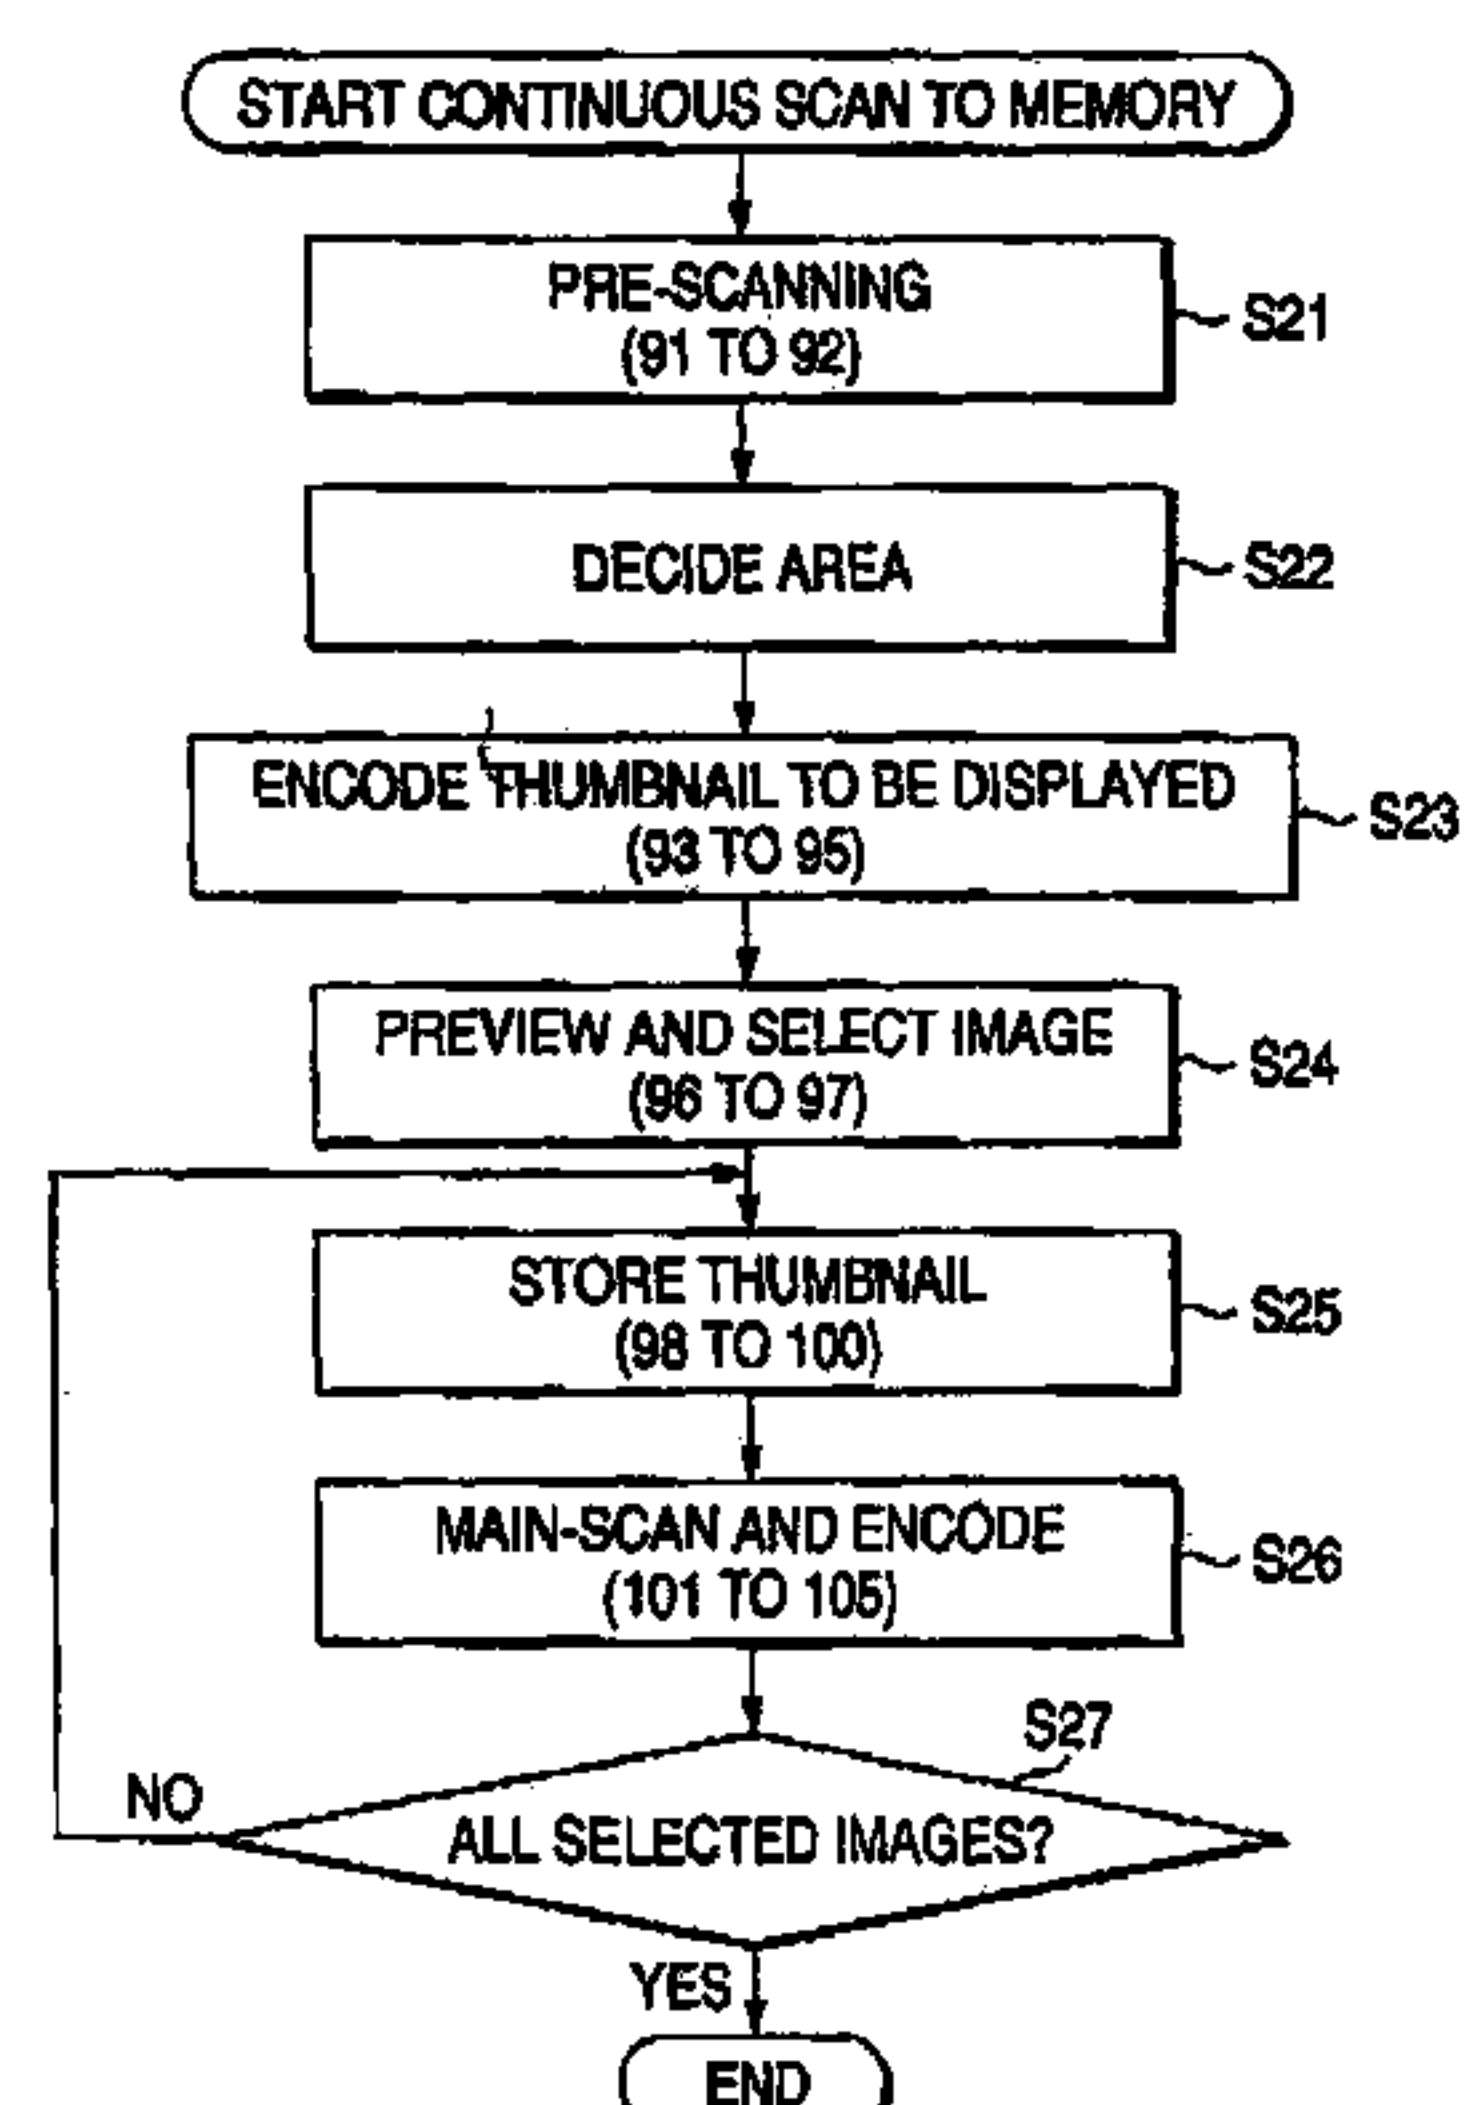 START CONTINUOUS SCAN TO MEMORY
PRE-SCANNING
(91 TO 92)
S21
DECIDE AREA
S22
ENCODE THUMBNAIL TO BE DISPLAYED
(93 TO 95)
S23
PREVIEW AND SELECT IMAGE
(96 TO 97)
S24
STORE THUMBNAIL
(98 TO 100)
S25
MAIN-SCAN AND ENCODE
(101 TO 105)
S26
S27
NO
ALL SELECTED IMAGES?
YES
END